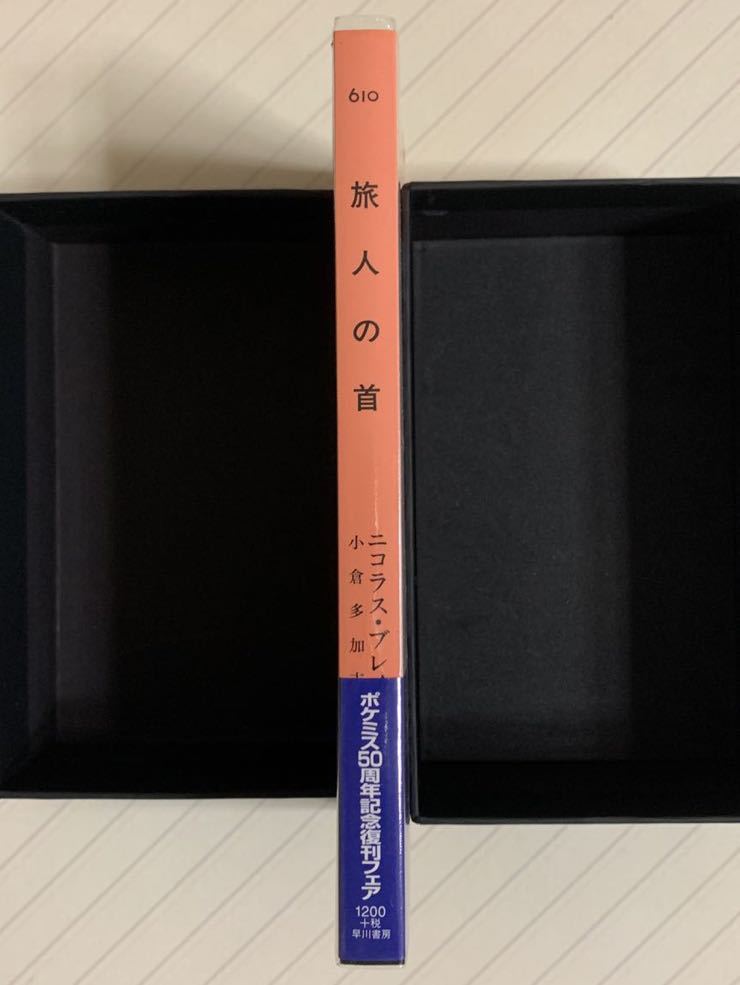 610
旅人の首
ニコラス・ブレ
小倉多加
ポケミス50周年記念復刊フェア
1200
+税
早川書房